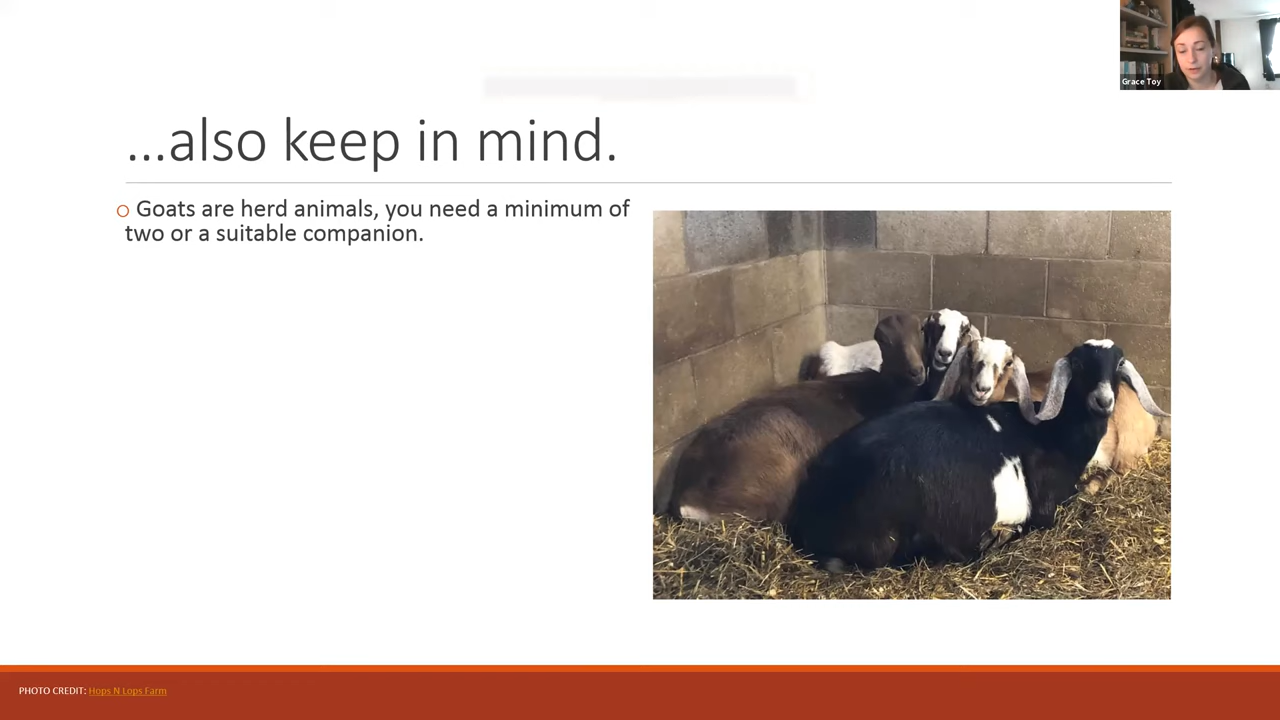 Grace Toy
...also keep in mind.
o Goats are herd animals, you need a minimum of
two or a suitable companion.
PHOTO CREDIT: Hops N Lops Farm